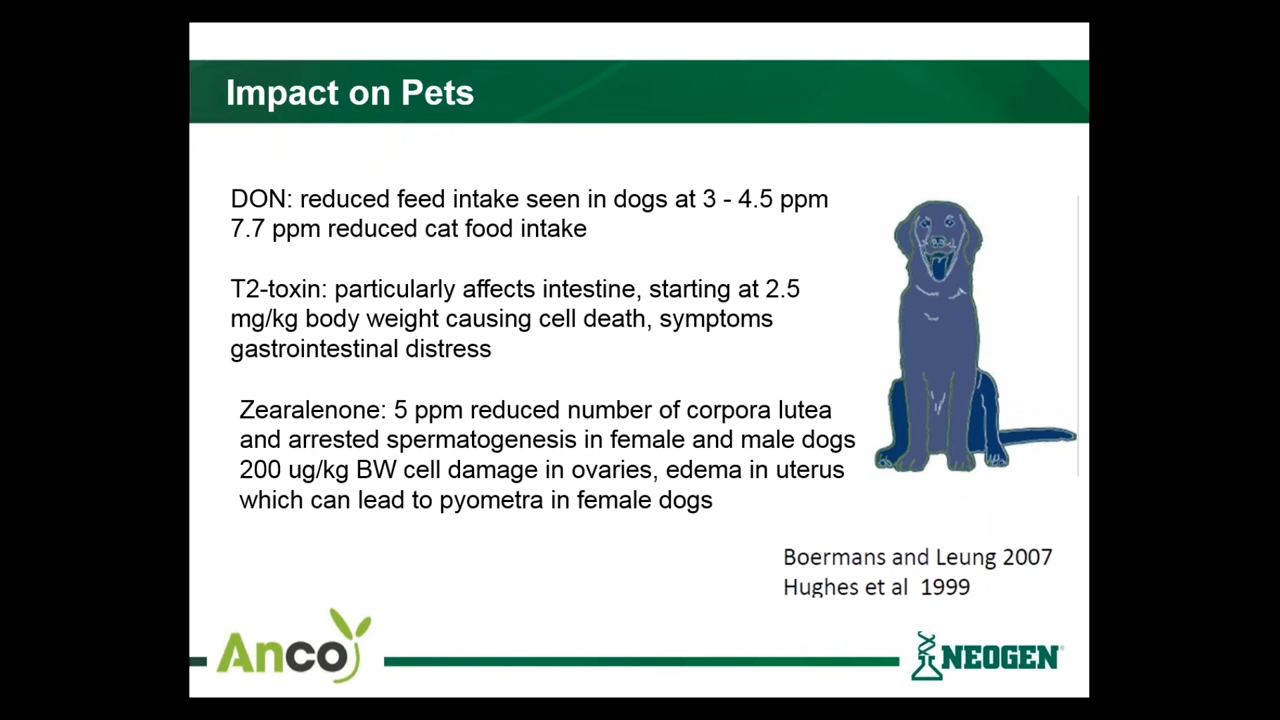 Impact on Pets
DON: reduced feed intake seen in dogs at 3 - 4.5 ppm
7.7 ppm reduced cat food intake
T2-toxin: particularly affects intestine, starting at 2.5
mg/kg body weight causing cell death, symptoms
gastrointestinal distress
Zearalenone: 5 ppm reduced number of corpora lutea
and arrested spermatogenesis in female and male dogs
200 ug/kg BW cell damage in ovaries, edema in uterus
which can lead to pyometra in female dogs
Boermans and Leung 2007
Hughes et al 1999
Anco
NEOGEN®